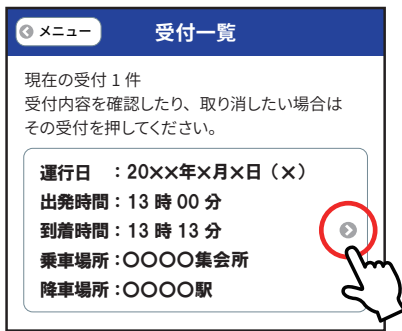 メニュー
受付一覧
現在の受付 1 件
受付内容を確認したり、取り消したい場合は
その受付を押してください。
運行日 ：20××年×月×日（×）
出発時間：13 時 00 分
到着時間：13 時 13 分
乗車場所：〇〇〇〇集会所
降車場所：〇〇〇〇駅